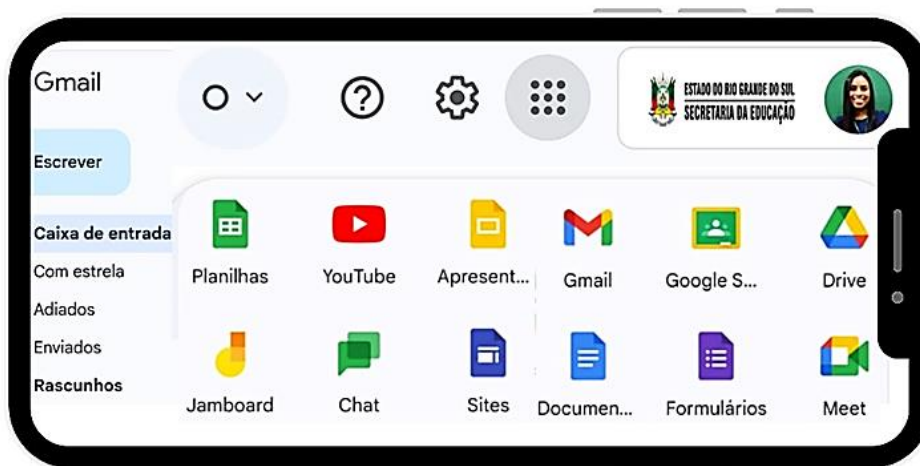 Gmail
ESTADO DO RIO GRANDE DO SUL
SECRETARIA DA EDUCAÇÃO
Escrever
Caixa de entrada
Com estrela
Adiados
Enviados
Rascunhos
Planilhas
YouTube
Apresent...
Gmail
Google S...
Drive
Jamboard
Chat
Sites
Documen...
Formulários
Meet